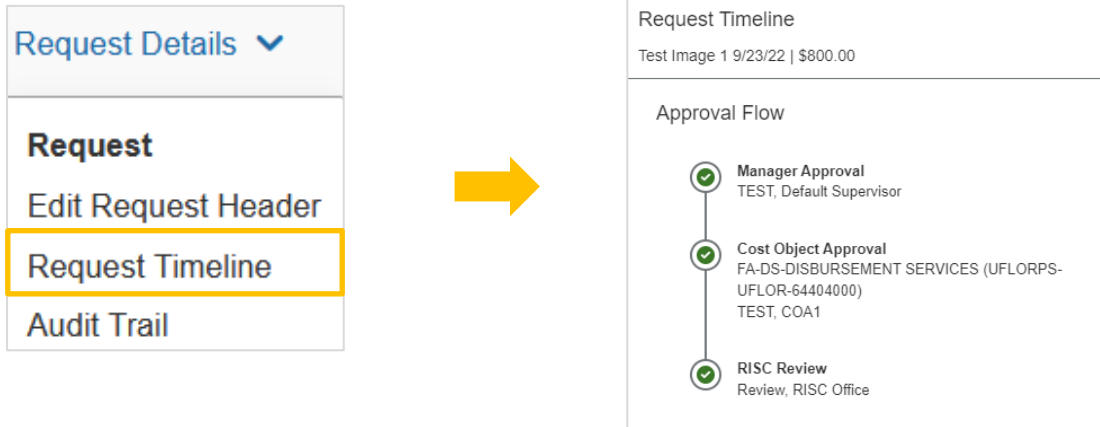 Request Details
Request
Edit Request Header
Request Timeline
Audit Trail
Request Timeline
Test Image 1 9/23/22 | $800.00
Approval Flow
Manager Approval
TEST, Default Supervisor
Cost Object Approval
FA-DS-DISBURSEMENT SERVICES (UFLORPS-
UFLOR-64404000)
TEST, COA1
RISC Review
Review, RISC Office